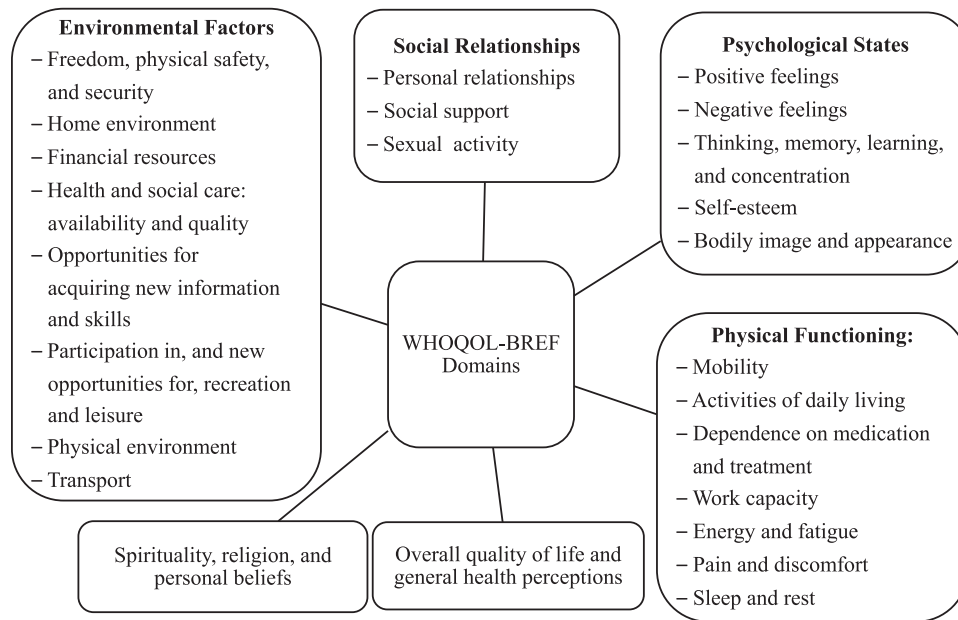 Environmental Factors
– Freedom, physical safety,
and security
– Home environment
– Financial resources
– Health and social care:
availability and quality
– Opportunities for
acquiring new information
and skills
– Participation in, and new
opportunities for, recreation
and leisure
– Physical environment
– Transport
Social Relationships
– Personal relationships
– Social support
– Sexual activity
Psychological States
– Positive feelings
– Negative feelings
– Thinking, memory, learning,
and concentration
– Self-esteem
– Bodily image and appearance
WHOQOL-BREF
Domains
Physical Functioning:
– Mobility
– Activities of daily living
– Dependence on medication
and treatment
– Work capacity
– Energy and fatigue
– Pain and discomfort
– Sleep and rest
Spirituality, religion, and
personal beliefs
Overall quality of life and
general health perceptions